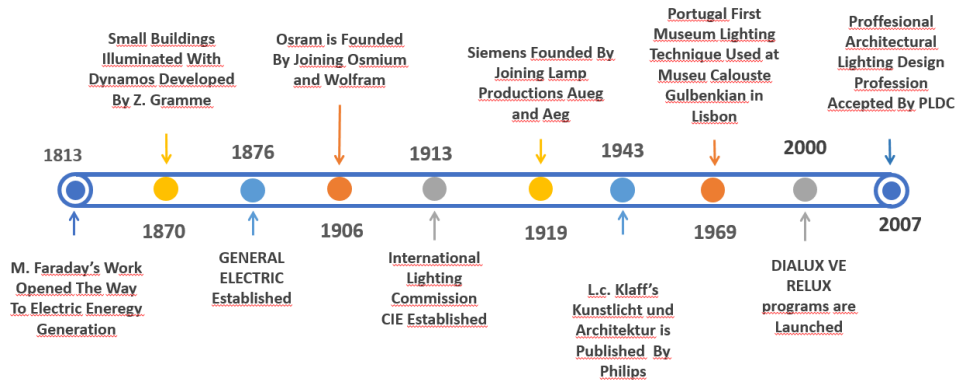 Small Buildings
Illuminated With
Dynamos Developed
By Z. Gramme
Osram is Founded
By Joining Osmium
and Wolfram
Siemens Founded By
Joining Lamp
Productions Aueg
and Aeg
Portugal First
Museum Lighting
Technique Used at
Museu Calouste
Gulbenkian in
Lisbon
Proffesional
Architectural
Lighting Design
Profession
Accepted By PLDC
1813
1876
1913
1943
2000
1870
1906
1919
1969
2007
M. Faraday's Work
Opened The Way
To Electric Eneregy
Generation
GENERAL
ELECTRIC
Established
International
Lighting
Commission
CIE Established
L.c. Klaff's
Kunstlicht und
Architektur is
Published By
Philips
DIALUX VE
RELUX
programs are
Launched